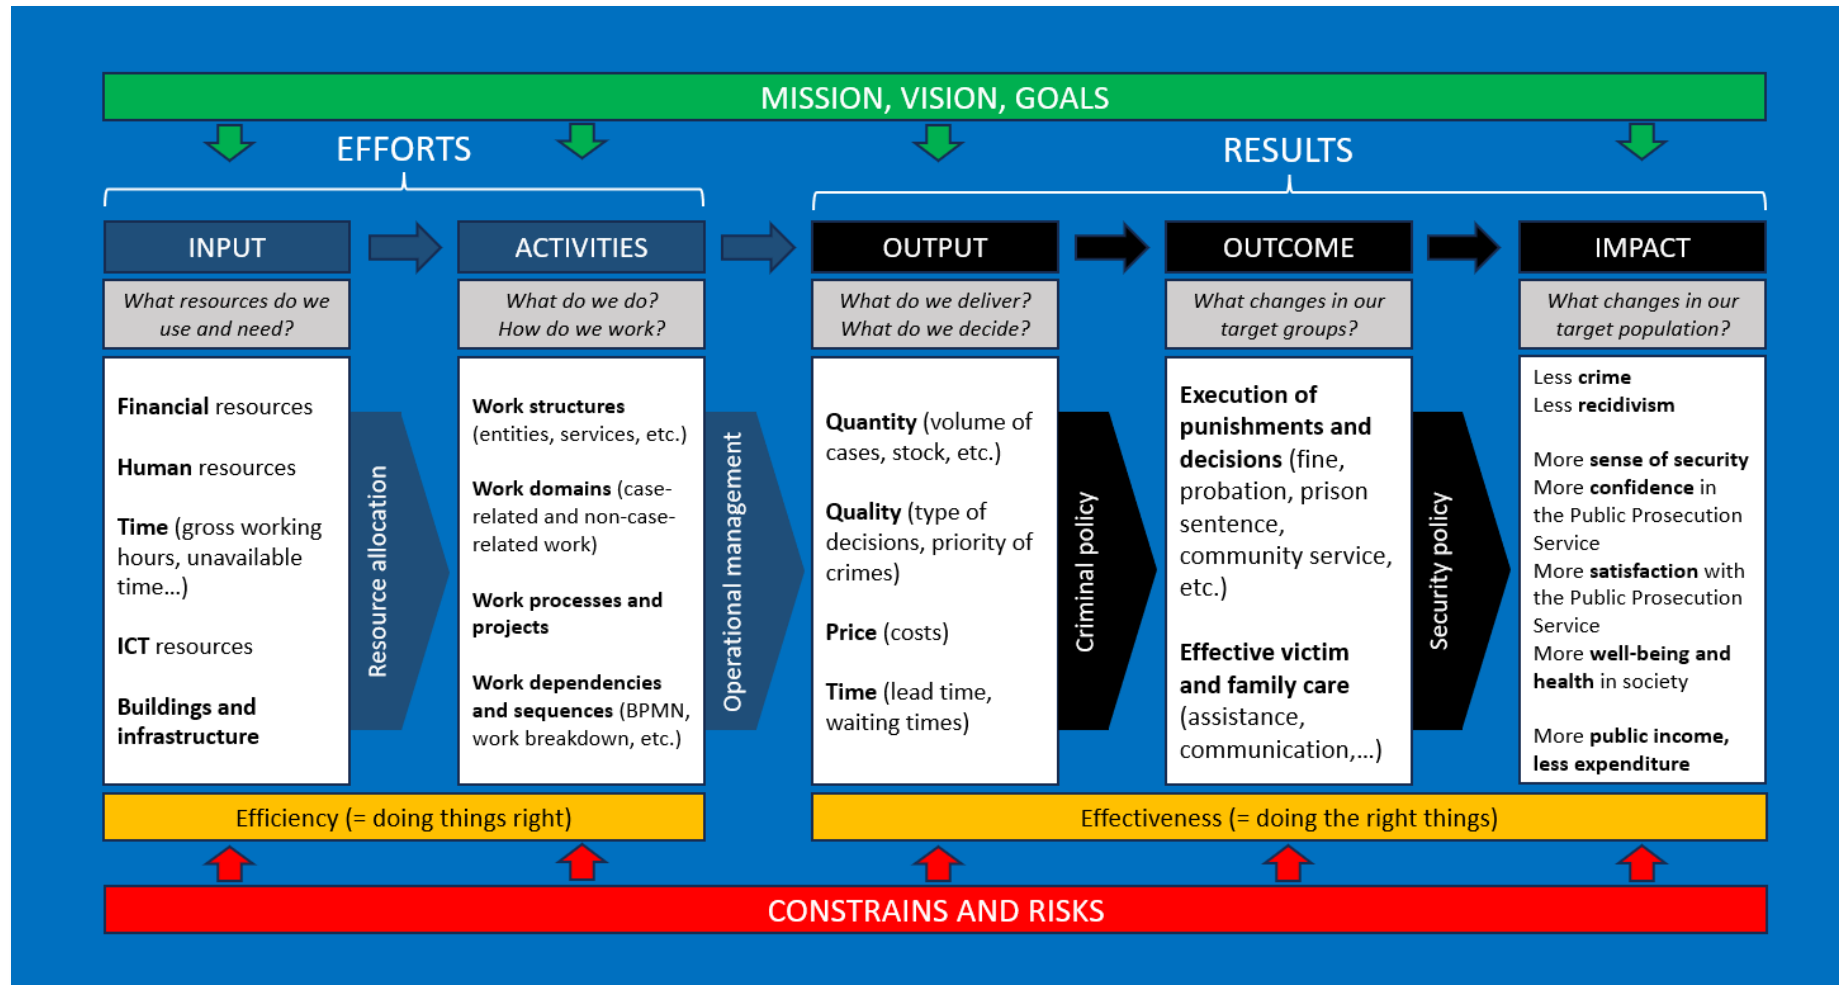 MISSION, VISION, GOALS
EFFORTS
RESULTS
INPUT
What resources do we
use and need?
Financial resources
Human resources
Time (gross working
hours, unavailable
time...)
ICT resources
Buildings and
infrastructure
Resource allocation
ACTIVITIES
What do we do?
How do we work?
Work structures
(entities, services, etc.)
Work domains (case-
related and non-case-
related work)
Work processes and
projects
Work dependencies
and sequences (BPMN,
work breakdown, etc.)
Operational management
OUTPUT
What do we deliver?
What do we decide?
Quantity (volume of
cases, stock, etc.)
Quality (type of
decisions, priority of
crimes)
Price (costs)
Time (lead time,
waiting times)
Criminal policy
OUTCOME
What changes in our
target groups?
Execution of
punishments and
decisions (fine,
probation, prison
sentence,
community service,
etc.)
Effective victim
and family care
(assistance,
communication,...)
Security policy
IMPACT
What changes in our
target population?
Less crime
Less recidivism
More sense of security
More confidence in
the Public Prosecution
Service
More satisfaction with
the Public Prosecution
Service
More well-being and
health in society
More public income,
less expenditure
Efficiency (= doing things right)
Effectiveness (= doing the right things)
CONSTRAINS AND RISKS